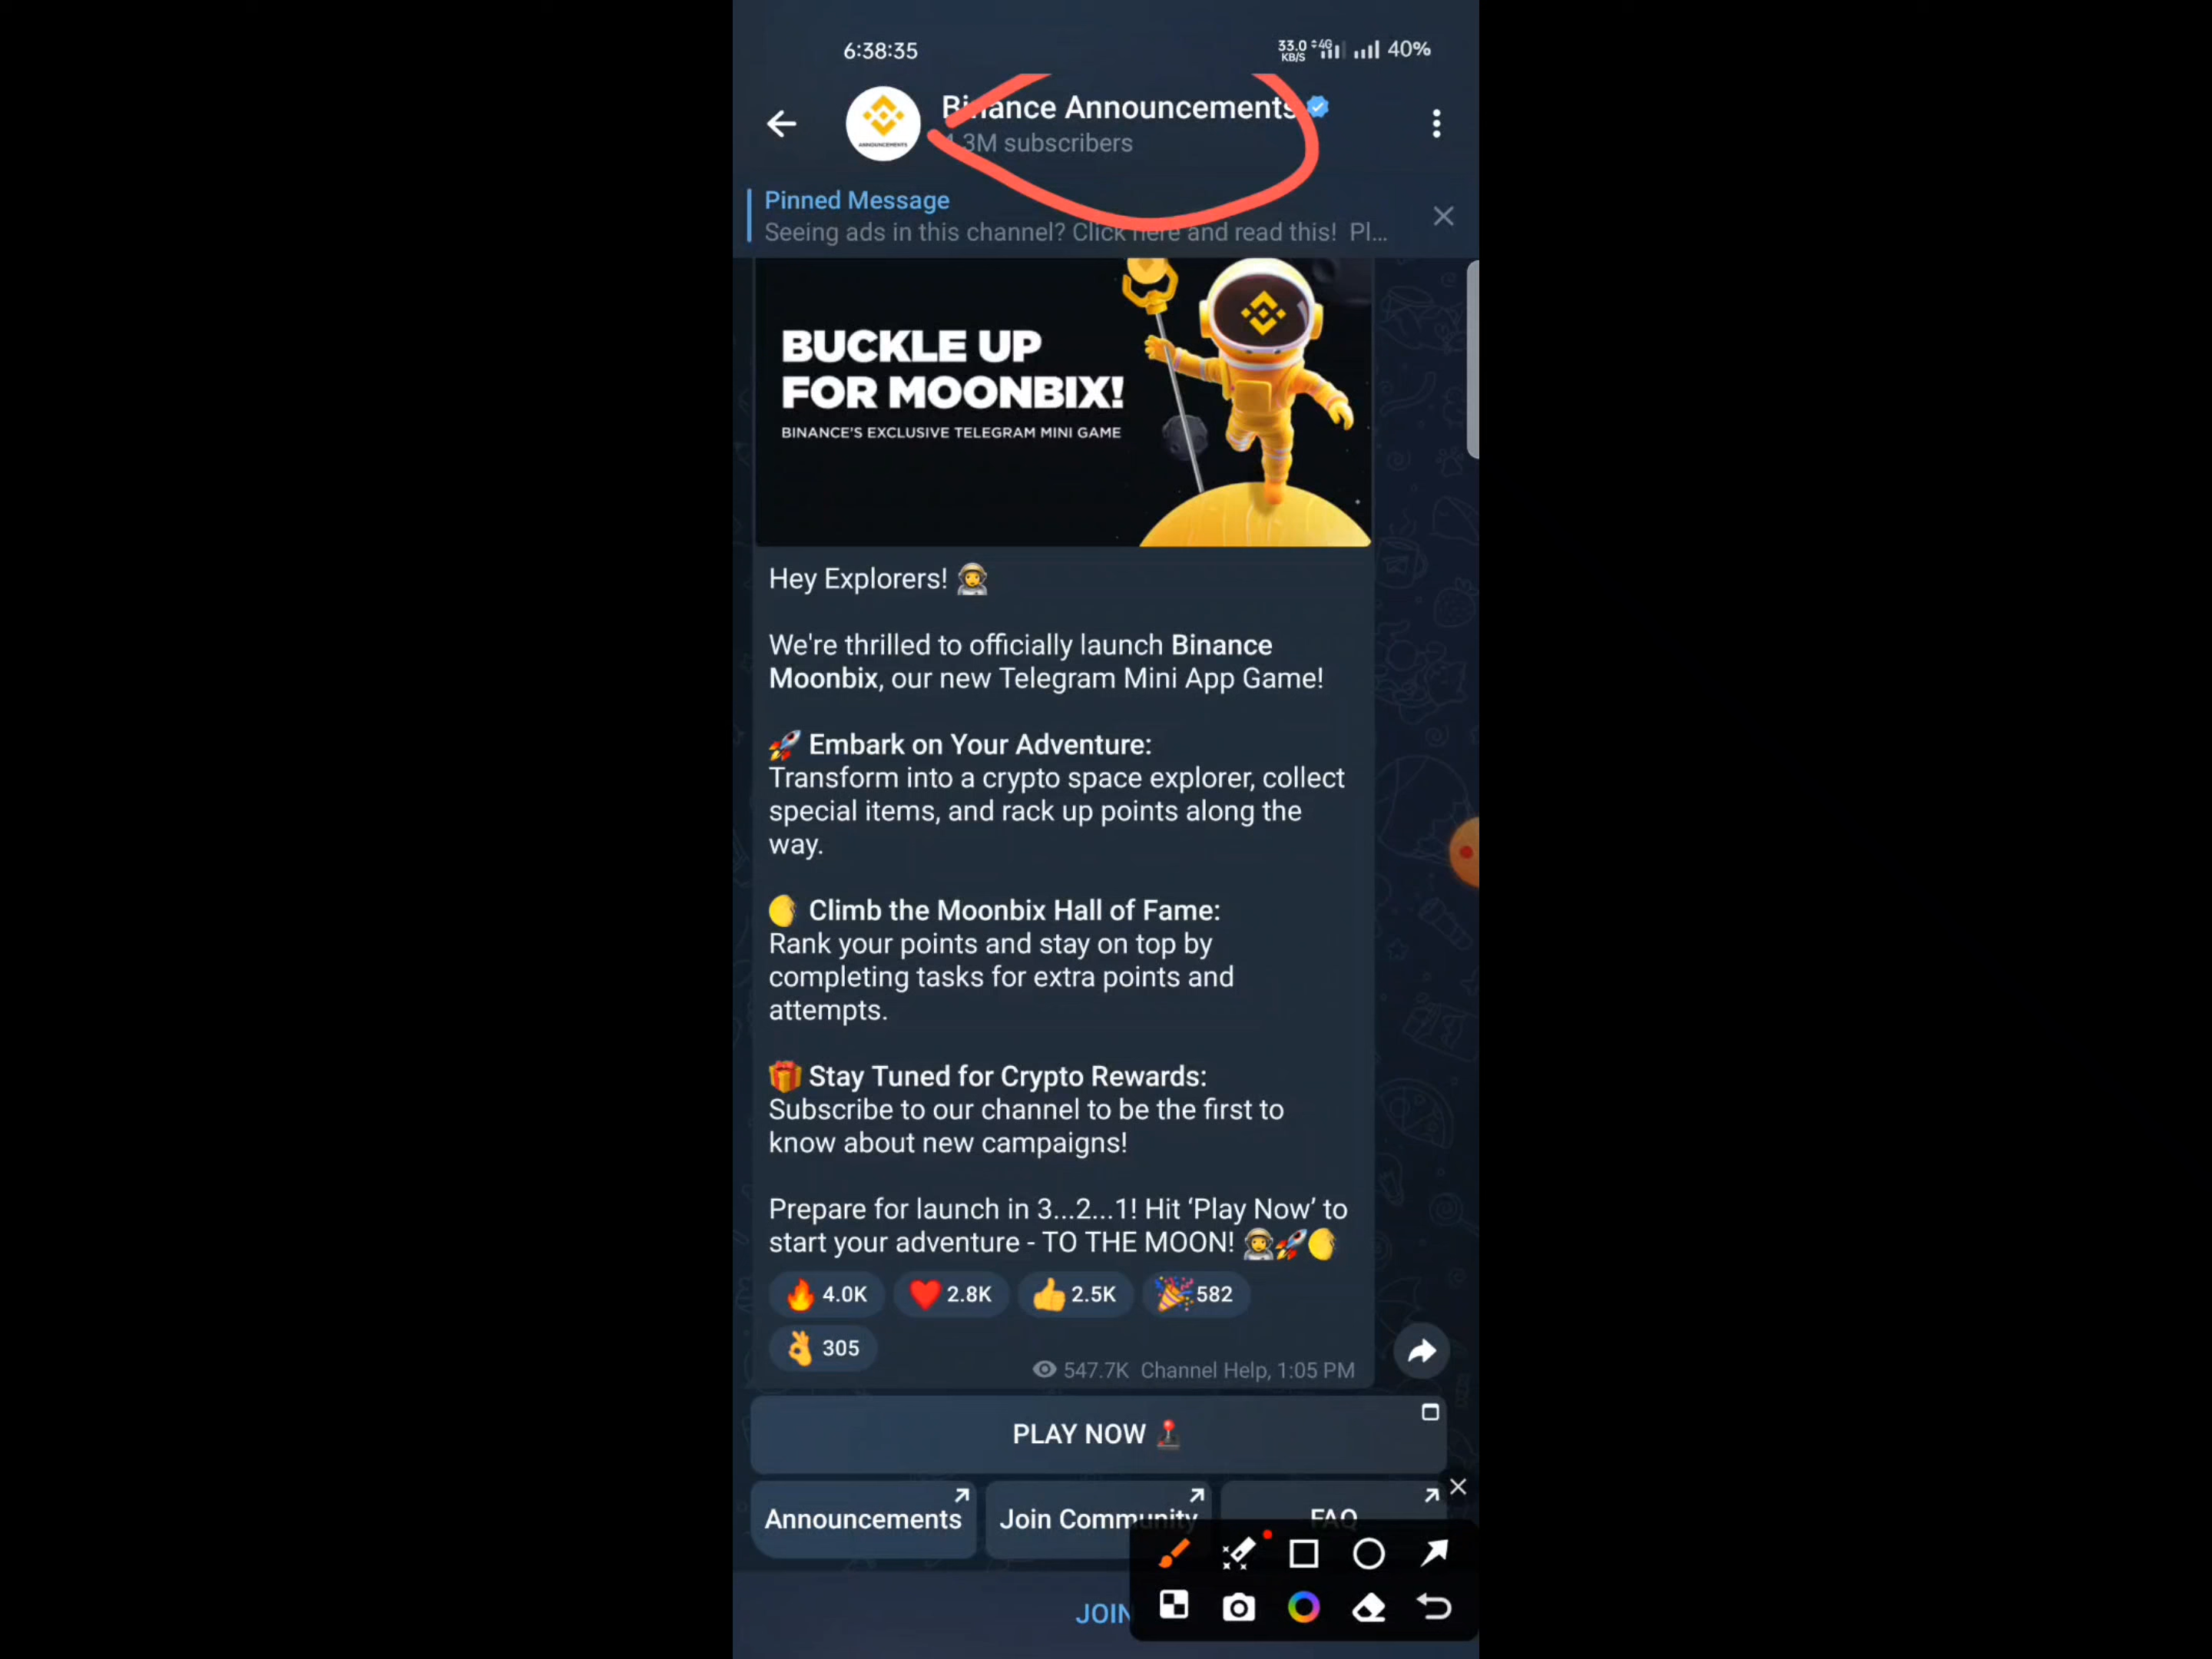 6:38:35
33.0 KB/S 4G 40%
Binance Announcements
4.3M subscribers
ANNOUNCEMENTS
Pinned Message
Seeing ads in this channel? Click here and read this! Pl...
BUCKLE UP
FOR MOONBIX!
BINANCE'S EXCLUSIVE TELEGRAM MINI GAME
Hey Explorers! 🧑‍🚀
We're thrilled to officially launch Binance
Moonbix, our new Telegram Mini App Game!
🚀 Embark on Your Adventure:
Transform into a crypto space explorer, collect
special items, and rack up points along the
way.
🌖 Climb the Moonbix Hall of Fame:
Rank your points and stay on top by
completing tasks for extra points and
attempts.
🎁 Stay Tuned for Crypto Rewards:
Subscribe to our channel to be the first to
know about new campaigns!
Prepare for launch in 3...2...1! Hit ‘Play Now’ to
start your adventure - TO THE MOON! 🧑‍🚀🚀🌖
🔥 4.0K ❤️ 2.8K 👍 2.5K 🎉 582
👌 305
547.7K Channel Help, 1:05 PM
PLAY NOW 🕹️
Announcements Join Community FAQ
JOIN